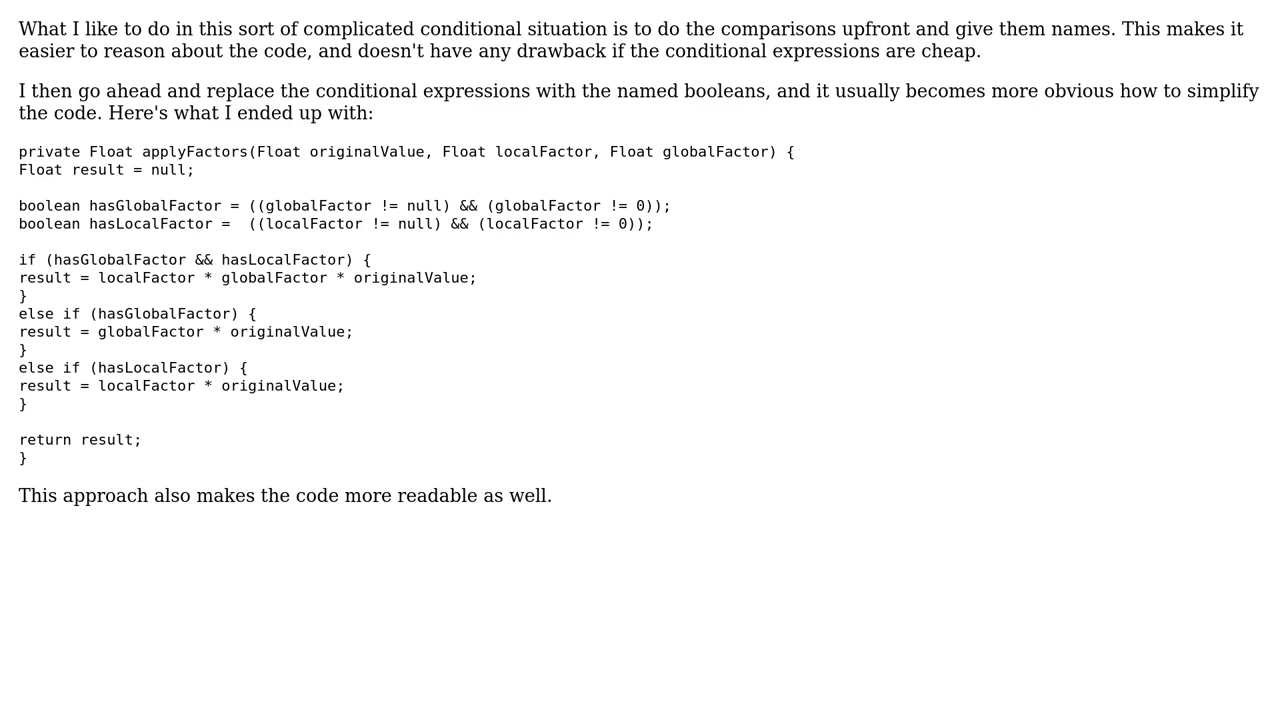 What I like to do in this sort of complicated conditional situation is to do the comparisons upfront and give them names. This makes it
easier to reason about the code, and doesn't have any drawback if the conditional expressions are cheap.
I then go ahead and replace the conditional expressions with the named booleans, and it usually becomes more obvious how to simplify
the code. Here's what I ended up with:
private Float applyFactors(Float originalValue, Float localFactor, Float globalFactor) {
Float result = null;
boolean hasGlobalFactor = ((globalFactor != null) && (globalFactor != 0));
boolean hasLocalFactor =  ((localFactor != null) && (localFactor != 0));
if (hasGlobalFactor && hasLocalFactor) {
result = localFactor * globalFactor * originalValue;
}
else if (hasGlobalFactor) {
result = globalFactor * originalValue;
}
else if (hasLocalFactor) {
result = localFactor * originalValue;
}
return result;
}
This approach also makes the code more readable as well.